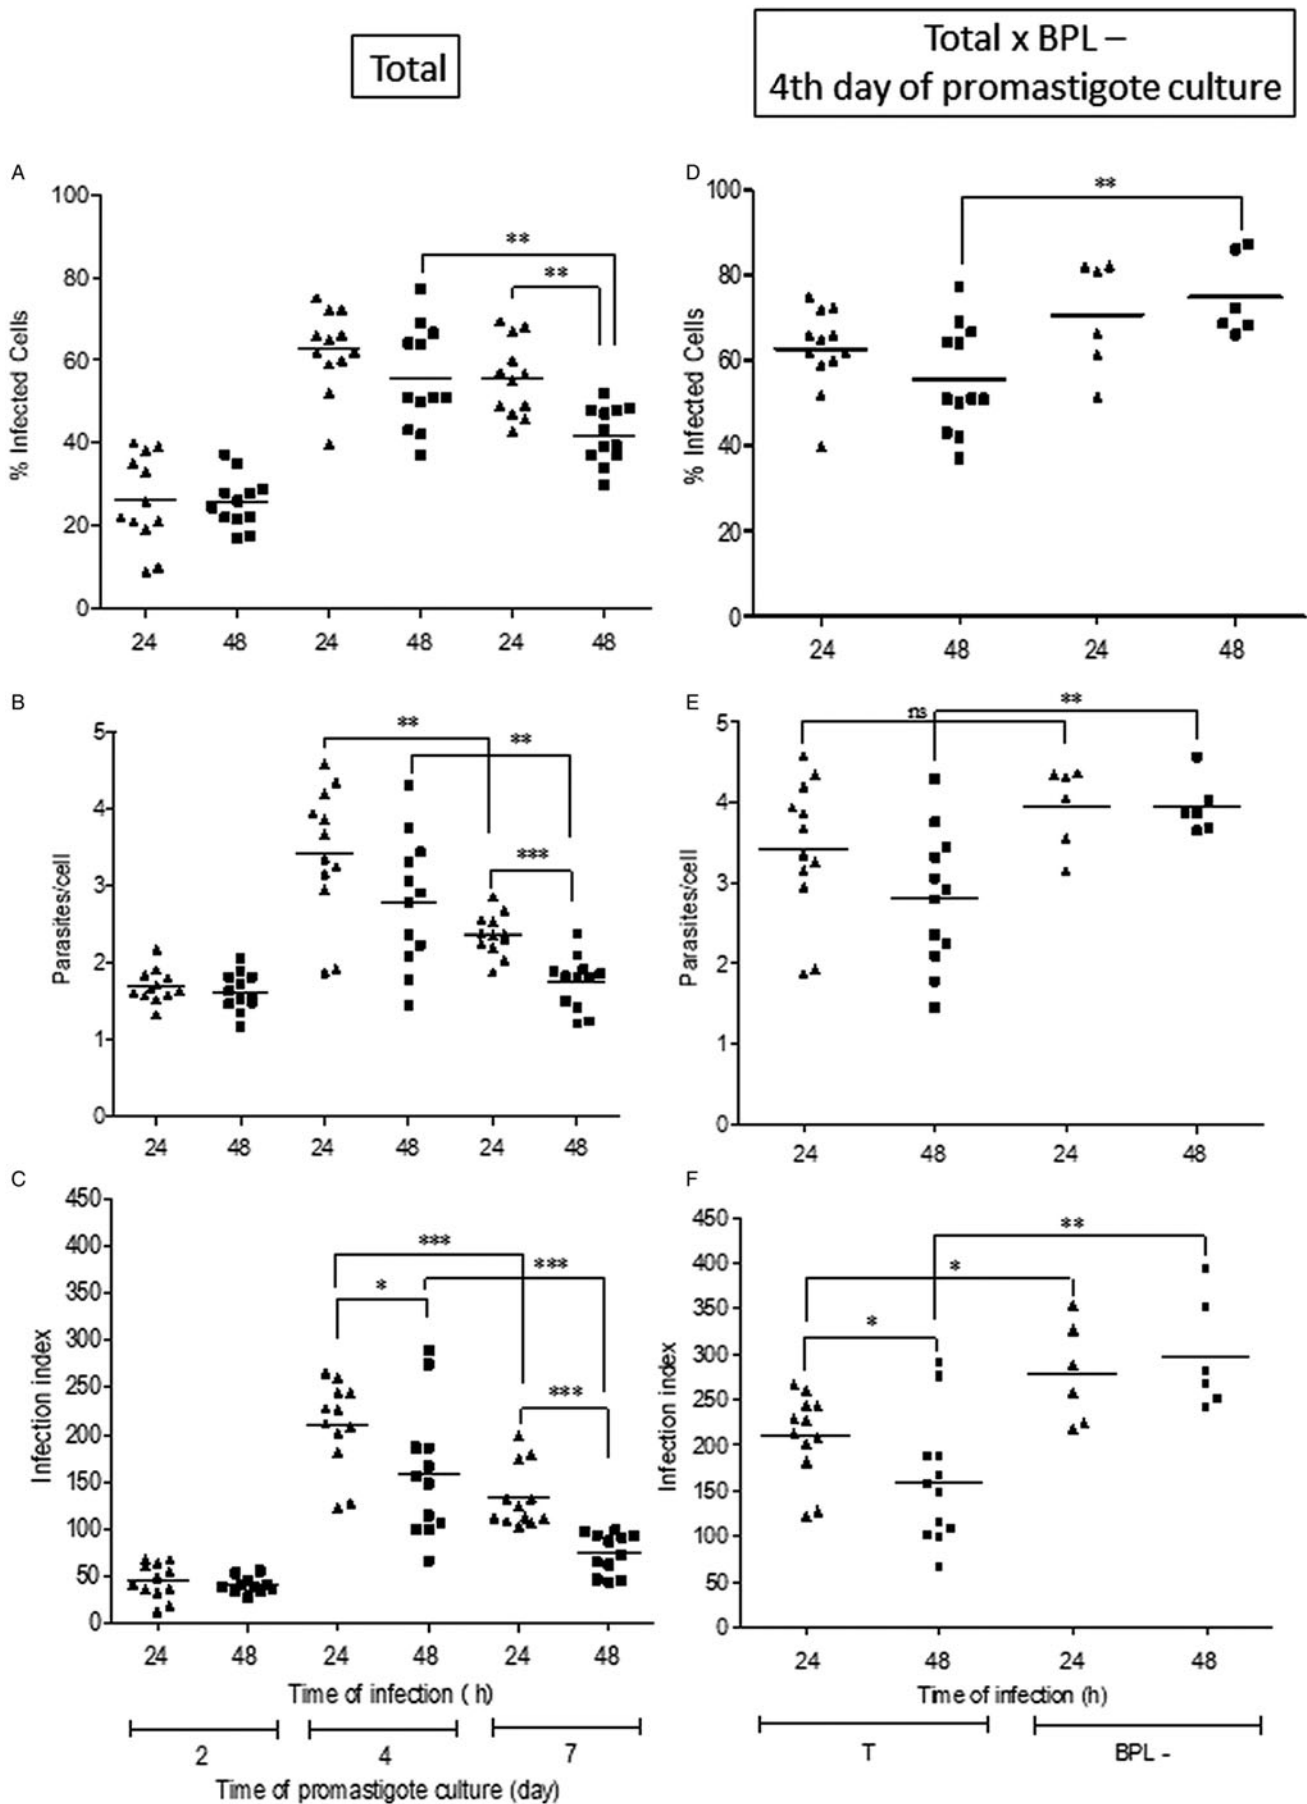 Total
Total x BPL –
4th day of promastigote culture
A
% Infected Cells
100
80
60
40
20
0
**
**
24 48 24 48 24 48
D
% Infected Cells
100
80
60
40
20
0
**
24 48 24 48
B
Parasites/cell
5
4
3
2
1
0
**
**
***
24 48 24 48 24 48
E
Parasites/cell
5
4
3
2
1
0
ns
**
24 48 24 48
C
Infection index
450
400
350
300
250
200
150
100
50
0
***
***
*
***
24 48 24 48 24 48
Time of infection ( h)
2 4 7
Time of promastigote culture (day)
F
Infection index
450
400
350
300
250
200
150
100
50
0
**
*
*
24 48 24 48
Time of infection (h)
T BPL -